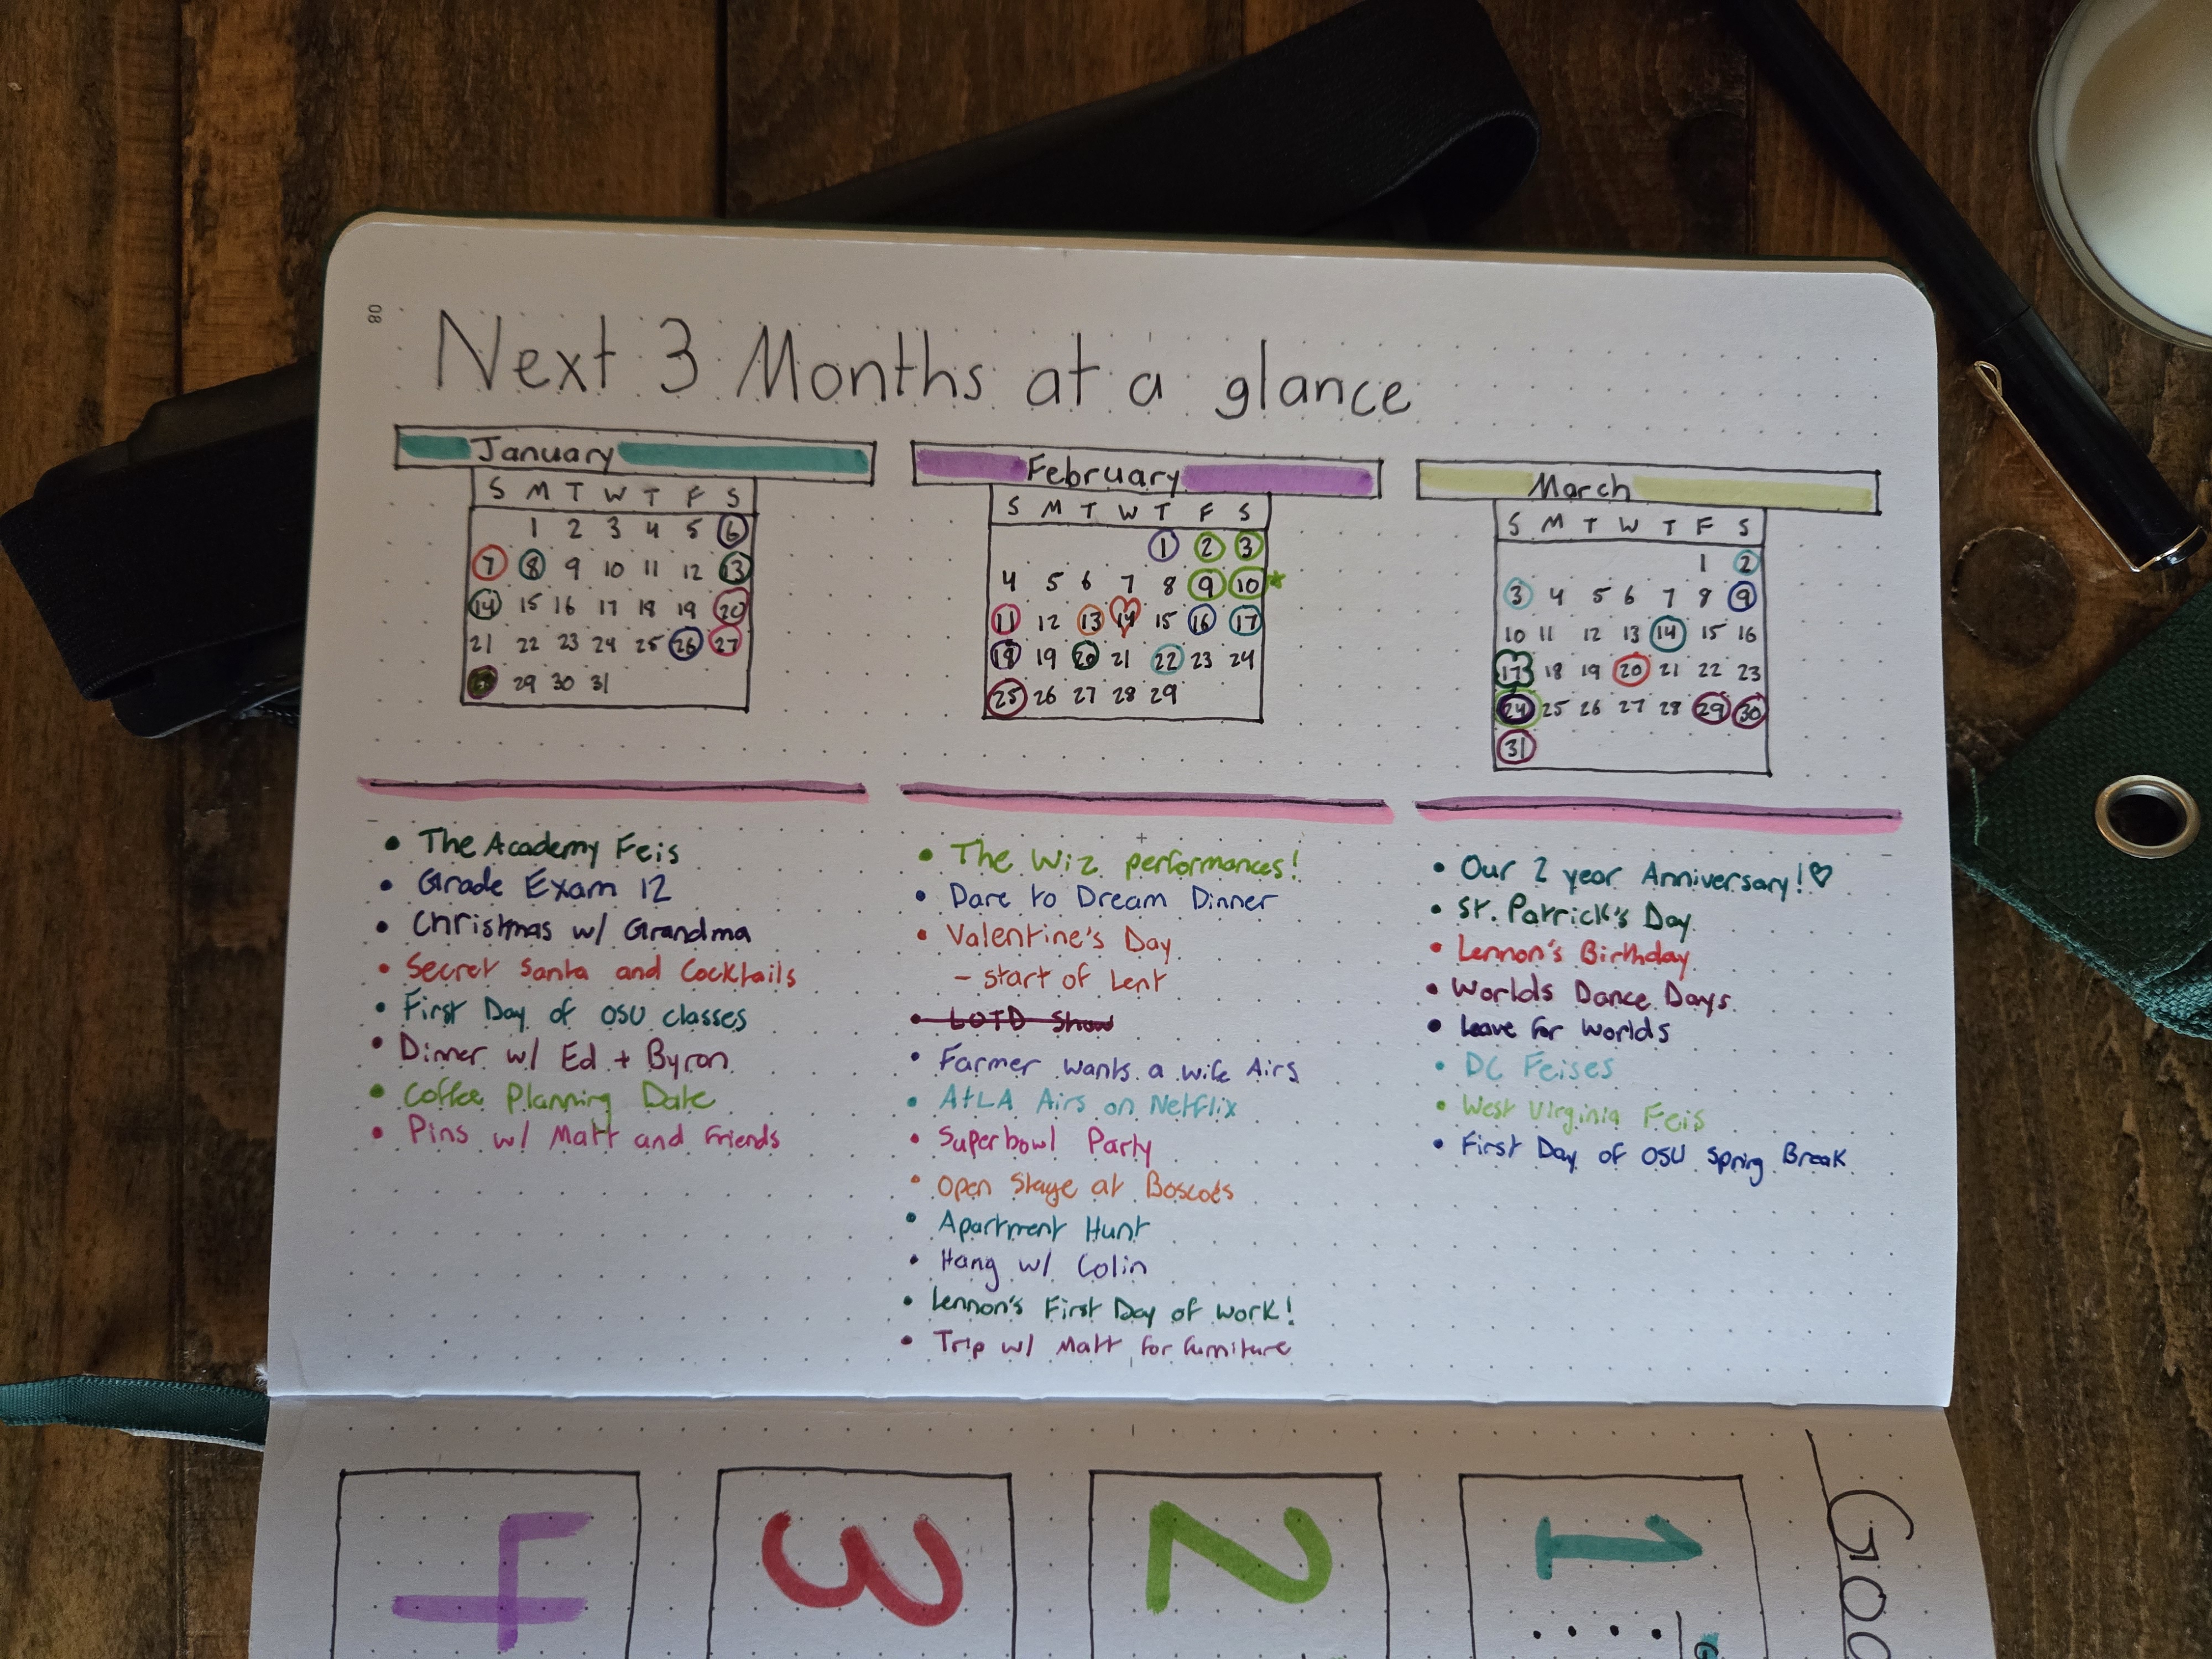 08
Next 3 Months at a glance
January
S M T W T F S
1 2 3 4 5 6
7 8 9 10 11 12 13
14 15 16 17 18 19 20
21 22 23 24 25 26 27
28 29 30 31
• The Academy Feis
• Grade Exam 12
• Christmas w/ Grandma
• Secret Santa and Cocktails
• First Day of OSU classes
• Dinner w/ Ed + Byron
• Coffee Planning Date
• Pins w/ Matt and Friends
February
S M T W T F S
1 2 3
4 5 6 7 8 9 10 *
11 12 13 14 15 16 17
18 19 20 21 22 23 24
25 26 27 28 29
• The Wiz performances!
• Dare to Dream Dinner
• Valentine's Day
- Start of Lent
• LOTD Show
• Farmer wants a wife Airs
• AtLA Airs on Netflix
• Superbowl Party
• Open Stage at Boscoes
• Apartment Hunt
• Hang w/ Colin
• Lennon's First Day of work!
• Trip w/ Matt for furniture
March
S M T W T F S
1 2
3 4 5 6 7 8 9
10 11 12 13 14 15 16
17 18 19 20 21 22 23
24 25 26 27 28 29 30
31
• Our 2 year Anniversary! ♡
• St. Patrick's Day
• Lennon's Birthday
• Worlds Dance Days
• Leave for Worlds
• DC Feises
• West Virginia Feis
• First Day of OSU Spring Break
4
3
2
1